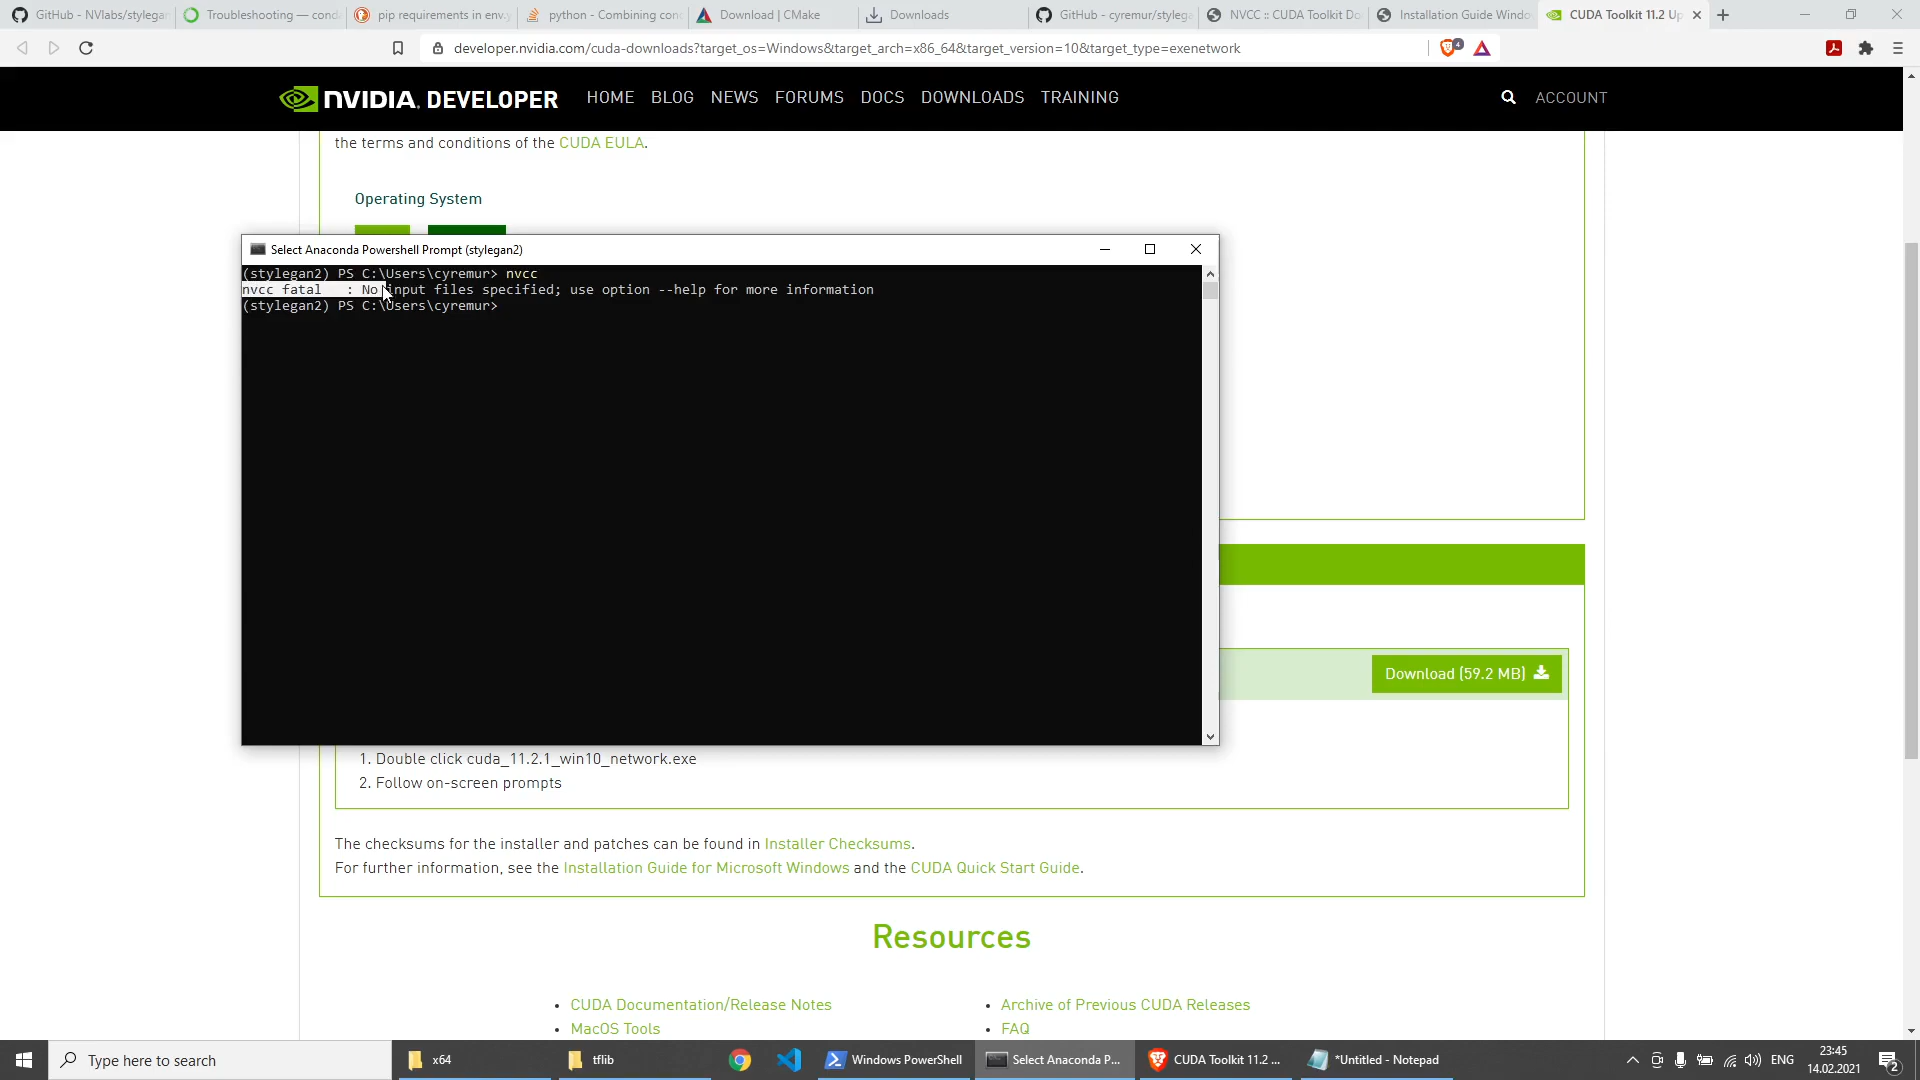 GitHub - NVlabs/stylegan
Troubleshooting — conda
pip requirements in env.y
python - Combining con
Download | CMake
Downloads
GitHub - cyremur/stylega
NVCC :: CUDA Toolkit Do
Installation Guide Windo
CUDA Toolkit 11.2 Up
developer.nvidia.com/cuda-downloads?target_os=Windows&target_arch=x86_64&target_version=10&target_type=exenetwork
4
NVIDIA. DEVELOPER HOME BLOG NEWS FORUMS DOCS DOWNLOADS TRAINING ACCOUNT
the terms and conditions of the CUDA EULA.
Operating System
Select Anaconda Powershell Prompt (stylegan2)
(stylegan2) PS C:\Users\cyremur> nvcc
nvcc fatal   : No input files specified; use option --help for more information
(stylegan2) PS C:\Users\cyremur>
Download (59.2 MB)
1. Double click cuda_11.2.1_win10_network.exe
2. Follow on-screen prompts
The checksums for the installer and patches can be found in Installer Checksums.
For further information, see the Installation Guide for Microsoft Windows and the CUDA Quick Start Guide.
Resources
• CUDA Documentation/Release Notes
• MacOS Tools
• Archive of Previous CUDA Releases
• FAQ
Type here to search
x64
tflib
Windows PowerShell
Select Anaconda P...
CUDA Toolkit 11.2 ...
*Untitled - Notepad
ENG
23:45
14.02.2021
2